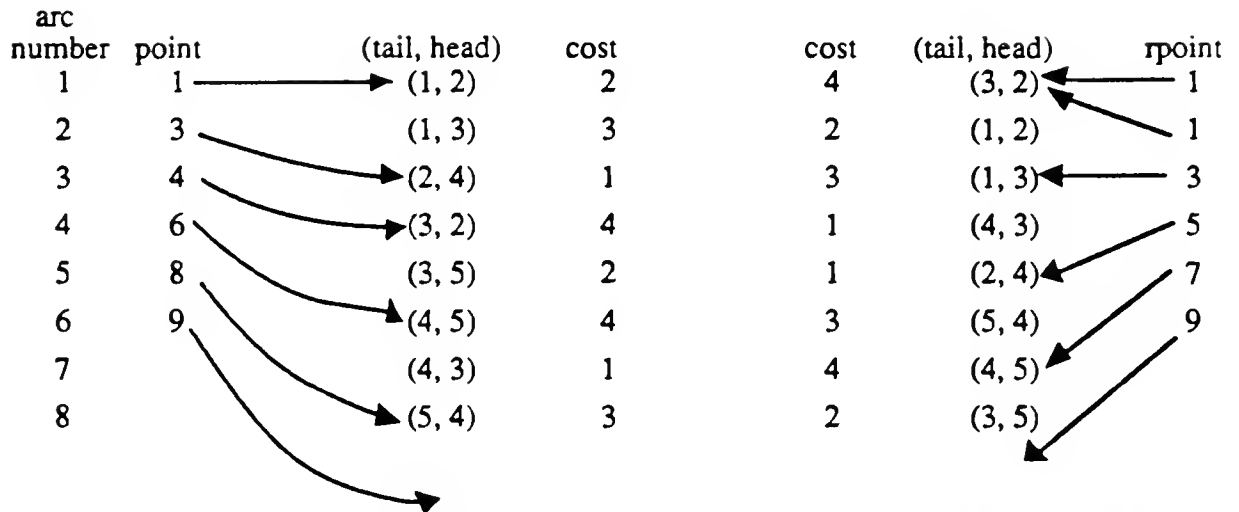 arc
number point (tail, head) cost cost (tail, head) rpoint
1 1 (1, 2) 2 4 (3, 2) 1
2 3 (1, 3) 3 2 (1, 2) 1
3 4 (2, 4) 1 3 (1, 3) 3
4 6 (3, 2) 4 1 (4, 3) 5
5 8 (3, 5) 2 1 (2, 4) 7
6 9 (4, 5) 4 3 (5, 4) 9
7 (4, 3) 1 4 (4, 5)
8 (5, 4) 3 2 (3, 5)